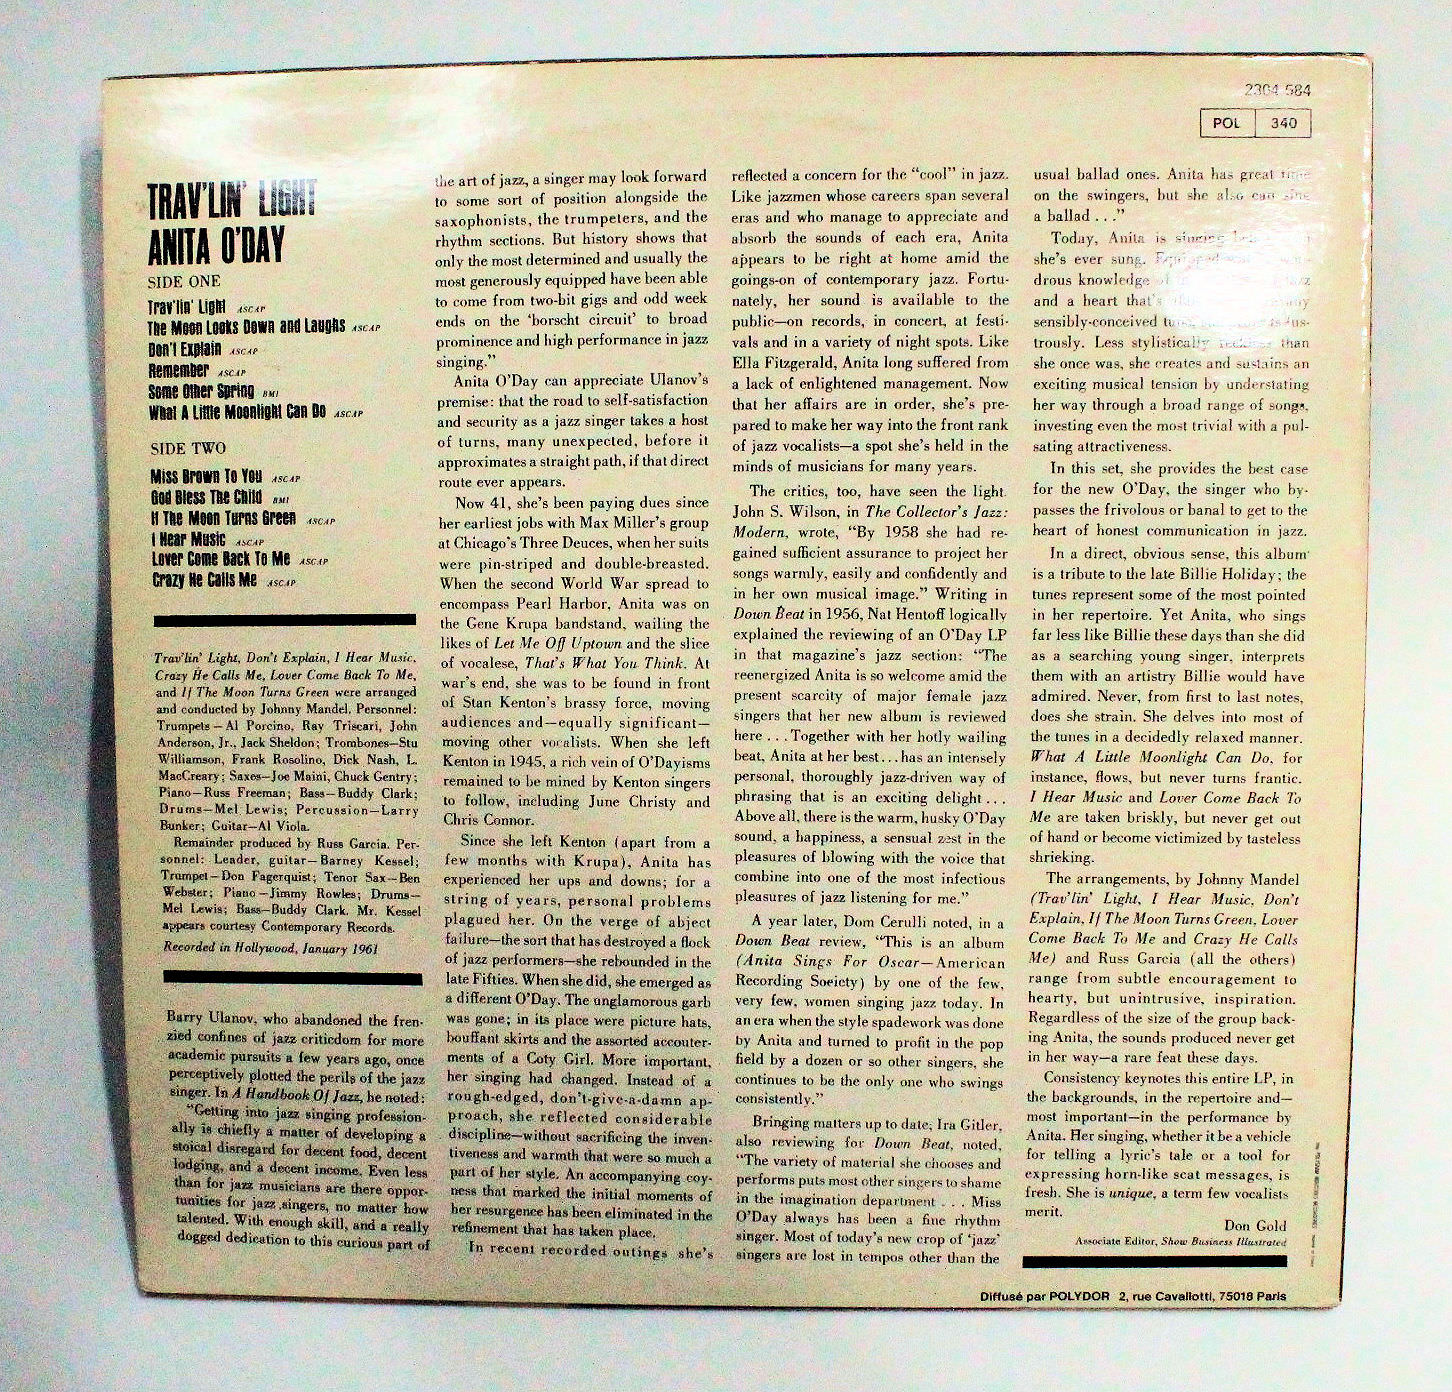 2304 584
POL 340
TRAV'LIN' LIGHT
ANITA O'DAY
SIDE ONE
Trav'lin' Light ASCAP
The Moon Looks Down and Laughs ASCAP
Don't Explain ASCAP
Remember ASCAP
Some Other Spring BMI
What A Little Moonlight Can Do ASCAP
SIDE TWO
Miss Brown To You ASCAP
God Bless The Child BMI
If The Moon Turns Green ASCAP
I Hear Music ASCAP
Lover Come Back To Me ASCAP
Crazy He Calls Me ASCAP
Trav'lin' Light, Don't Explain, I Hear Music,
Crazy He Calls Me, Lover Come Back To Me,
and If The Moon Turns Green were arranged
and conducted by Johnny Mandel. Personnel:
Trumpets—Al Porcino, Ray Triscari, John
Anderson, Jr., Jack Sheldon; Trombones—Stu
Williamson, Frank Rosolino, Dick Nash, L.
MacCreary; Saxes—Joe Maini, Chuck Gentry;
Piano—Russ Freeman; Bass—Buddy Clark;
Drums—Mel Lewis; Percussion—Larry
Bunker; Guitar—Al Viola.
Remainder produced by Russ Garcia. Per-
sonnel: Leader, guitar—Barney Kessel;
Trumpet—Don Fagerquist; Tenor Sax—Ben
Webster; Piano—Jimmy Rowles; Drums—
Mel Lewis; Bass—Buddy Clark. Mr. Kessel
appears courtesy Contemporary Records.
Recorded in Hollywood, January 1961
Barry Ulanov, who abandoned the fren-
zied confines of jazz criticdom for more
academic pursuits a few years ago, once
perceptively plotted the perils of the jazz
singer. In A Handbook Of Jazz, he noted:
"Getting into jazz singing profession-
ally is chiefly a matter of developing a
stoical disregard for decent food, decent
lodging, and a decent income. Even less
than for jazz musicians are there oppor-
tunities for jazz singers, no matter how
talented. With enough skill, and a really
dogged dedication to this curious part of
the art of jazz, a singer may look forward
to some sort of position alongside the
saxophonists, the trumpeters, and the
rhythm sections. But history shows that
only the most determined and usually the
most generously equipped have been able
to come from two-bit gigs and odd week
ends on the 'borscht circuit' to broad
prominence and high performance in jazz
singing."
Anita O'Day can appreciate Ulanov's
premise: that the road to self-satisfaction
and security as a jazz singer takes a host
of turns, many unexpected, before it
approximates a straight path, if that direct
route ever appears.
Now 41, she's been paying dues since
her earliest jobs with Max Miller's group
at Chicago's Three Deuces, when her suits
were pin-striped and double-breasted.
When the second World War spread to
encompass Pearl Harbor, Anita was on
the Gene Krupa bandstand, wailing the
likes of Let Me Off Uptown and the slice
of vocalese, That's What You Think. At
war's end, she was to be found in front
of Stan Kenton's brassy force, moving
audiences and—equally significant—
moving other vocalists. When she left
Kenton in 1945, a rich vein of O'Dayisms
remained to be mined by Kenton singers
to follow, including June Christy and
Chris Connor.
Since she left Kenton (apart from a
few months with Krupa), Anita has
experienced her ups and downs; for a
string of years, personal problems
plagued her. On the verge of abject
failure—the sort that has destroyed a flock
of jazz performers—she rebounded in the
late Fifties. When she did, she emerged as
a different O'Day. The unglamorous garb
was gone; in its place were picture hats,
bouffant skirts and the assorted accouter-
ments of a Coty Girl. More important,
her singing had changed. Instead of a
rough-edged, don't-give-a-damn ap-
proach, she reflected considerable
discipline—without sacrificing the inven-
tiveness and warmth that were so much a
part of her style. An accompanying coy-
ness that marked the initial moments of
her resurgence has been eliminated in the
refinement that has taken place.
In recent recorded outings she's
reflected a concern for the "cool" in jazz.
Like jazzmen whose careers span several
eras and who manage to appreciate and
absorb the sounds of each era, Anita
appears to be right at home amid the
goings-on of contemporary jazz. Fortu-
nately, her sound is available to the
public—on records, in concert, at festi-
vals and in a variety of night spots. Like
Ella Fitzgerald, Anita long suffered from
a lack of enlightened management. Now
that her affairs are in order, she's pre-
pared to make her way into the front rank
of jazz vocalists—a spot she's held in the
minds of musicians for many years.
The critics, too, have seen the light.
John S. Wilson, in The Collector's Jazz:
Modern, wrote, "By 1958 she had re-
gained sufficient assurance to project her
songs warmly, easily and confidently and
in her own musical image." Writing in
Down Beat in 1956, Nat Hentoff logically
explained the reviewing of an O'Day LP
in that magazine's jazz section: "The
reenergized Anita is so welcome amid the
present scarcity of major female jazz
singers that her new album is reviewed
here . . . Together with her hotly wailing
beat, Anita at her best...has an intensely
personal, thoroughly jazz-driven way of
phrasing that is an exciting delight . . .
Above all, there is the warm, husky O'Day
sound, a happiness, a sensual zest in the
pleasures of blowing with the voice that
combine into one of the most infectious
pleasures of jazz listening for me."
A year later, Dom Cerulli noted, in a
Down Beat review, "This is an album
(Anita Sings For Oscar—American
Recording Society) by one of the few,
very few, women singing jazz today. In
an era when the style spadework was done
by Anita and turned to profit in the pop
field by a dozen or so other singers, she
continues to be the only one who swings
consistently."
Bringing matters up to date, Ira Gitler,
also reviewing for Down Beat, noted,
"The variety of material she chooses and
performs puts most other singers to shame
in the imagination department . . . Miss
O'Day always has been a fine rhythm
singer. Most of today's new crop of 'jazz'
singers are lost in tempos other than the
usual ballad ones. Anita has great time
on the swingers, but she also can sing
a ballad . . ."
Today, Anita is singing
she's ever sung.
drous knowledge
and a heart that's
sensibly-conceived
trously. Less stylistically than
she once was, she creates and sustains an
exciting musical tension by understating
her way through a broad range of songs,
investing even the most trivial with a pul-
sating attractiveness.
In this set, she provides the best case
for the new O'Day, the singer who by-
passes the frivolous or banal to get to the
heart of honest communication in jazz.
In a direct, obvious sense, this album
is a tribute to the late Billie Holiday; the
tunes represent some of the most pointed
in her repertoire. Yet Anita, who sings
far less like Billie these days than she did
as a searching young singer, interprets
them with an artistry Billie would have
admired. Never, from first to last notes,
does she strain. She delves into most of
the tunes in a decidedly relaxed manner.
What A Little Moonlight Can Do, for
instance, flows, but never turns frantic.
I Hear Music and Lover Come Back To
Me are taken briskly, but never get out
of hand or become victimized by tasteless
shrieking.
The arrangements, by Johnny Mandel
(Trav'lin' Light, I Hear Music, Don't
Explain, If The Moon Turns Green, Lover
Come Back To Me and Crazy He Calls
Me) and Russ Garcia (all the others)
range from subtle encouragement to
hearty, but unintrusive, inspiration.
Regardless of the size of the group back-
ing Anita, the sounds produced never get
in her way—a rare feat these days.
Consistency keynotes this entire LP, in
the backgrounds, in the repertoire and—
most important—in the performance by
Anita. Her singing, whether it be a vehicle
for telling a lyric's tale or a tool for
expressing horn-like scat messages, is
fresh. She is unique, a term few vocalists
merit.
Don Gold
Associate Editor, Show Business Illustrated
Diffusé par POLYDOR 2, rue Cavallotti, 75018 Paris